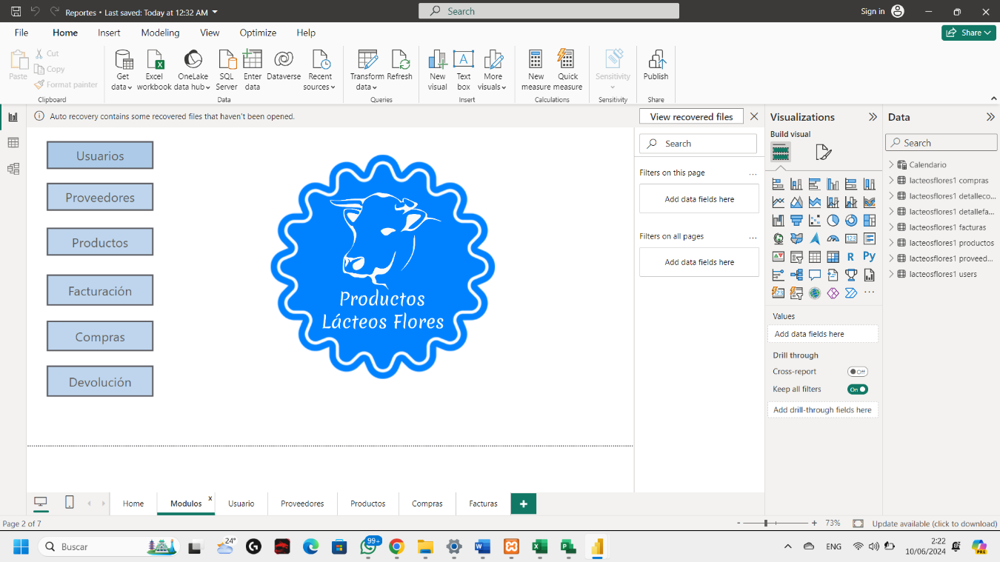 Reportes • Last saved: Today at 12:32 AM
Search
Sign in
File Home Insert Modeling View Optimize Help
Share
Paste
Cut
Copy
Format painter
Clipboard
Get data
Excel workbook
OneLake data hub
SQL Server
Enter data
Dataverse
Recent sources
Data
Transform data
Refresh
Queries
New visual
Text box
More visuals
Insert
New measure
Quick measure
Calculations
Sensitivity
Sensitivity
Publish
Share
Auto recovery contains some recovered files that haven't been opened.
View recovered files
Usuarios
Proveedores
Productos
Facturación
Compras
Devolución
Productos
Lácteos Flores
Search
Filters on this page
...
Add data fields here
Filters on all pages
...
Add data fields here
Visualizations
Build visual
123
R
Py
123
...
Values
Add data fields here
Drill through
Cross-report
Off
Keep all filters
On
Add drill-through fields here
Data
Search
Calendario
lacteosflores1 compras
lacteosflores1 detalleco...
lacteosflores1 detallefa...
lacteosflores1 facturas
lacteosflores1 productos
lacteosflores1 proveed...
lacteosflores1 users
Home
Modulos
x
Usuario
Proveedores
Productos
Compras
Facturas
+
Page 2 of 7
- + 73%
Update available (click to download)
Buscar
24°
99+
ENG
2:22
10/06/2024
PRE